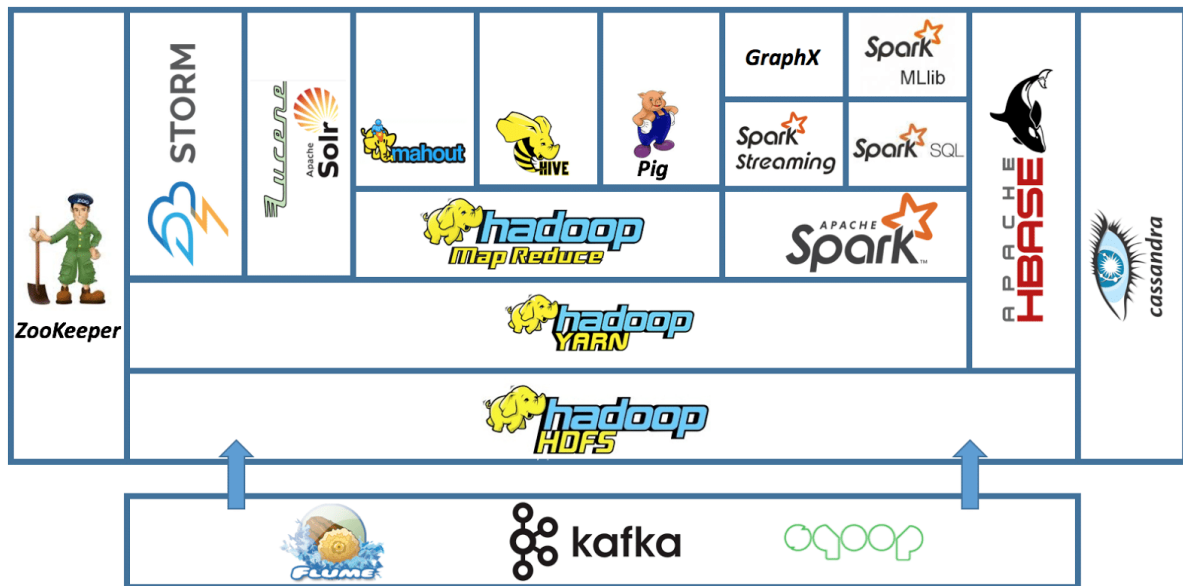 ZooKeeper
STORM
Lucene
Apache
Solr
mahout
HIVE
Pig
GraphX
Spark
MLlib
Spark
Streaming
Spark SQL
hadoop
Map Reduce
APACHE
Spark
TM
APACHE
HBASE
cassandra
hadoop
YARN
hadoop
HDFS
FLUME
kafka
sqoop